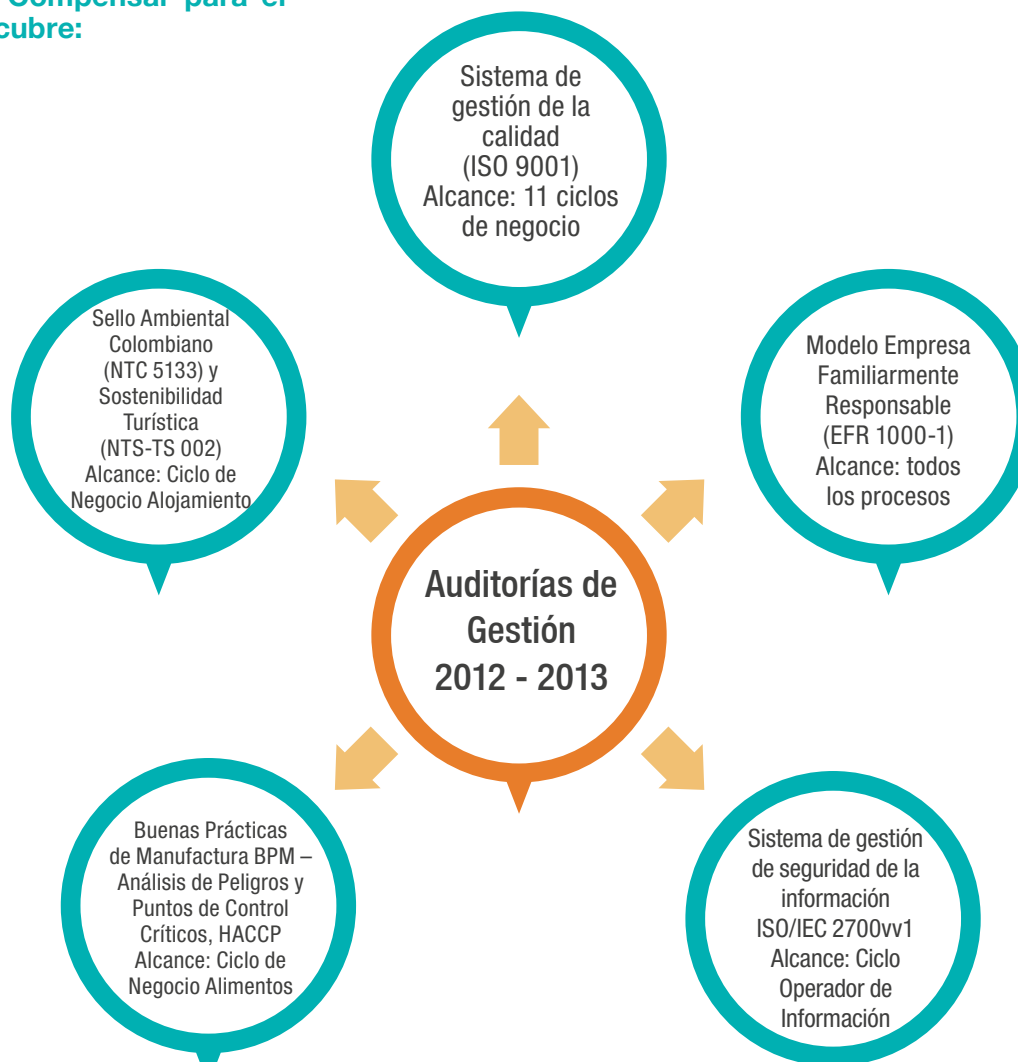 Compensar para el
cubre:
Sistema de
gestión de la
calidad
(ISO 9001)
Alcance: 11 ciclos
de negocio
Sello Ambiental
Colombiano
(NTC 5133) y
Sostenibilidad
Turística
(NTS-TS 002)
Alcance: Ciclo de
Negocio Alojamiento
Modelo Empresa
Familiarmente
Responsable
(EFR 1000-1)
Alcance: todos
los procesos
Auditorías de
Gestión
2012 - 2013
Buenas Prácticas
de Manufactura BPM –
Análisis de Peligros y
Puntos de Control
Críticos, HACCP
Alcance: Ciclo de
Negocio Alimentos
Sistema de gestión
de seguridad de la
información
ISO/IEC 2700vv1
Alcance: Ciclo
Operador de
Información